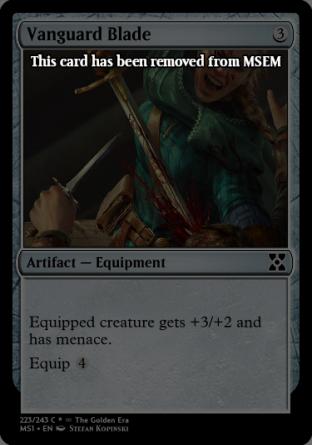 Vanguard Blade 3
This card has been removed from MSEM
Artifact — Equipment
Equipped creature gets +3/+2 and
has menace.
Equip 4
223/243 C * = The Golden Era
MS1 • EN Stefan Kopinski